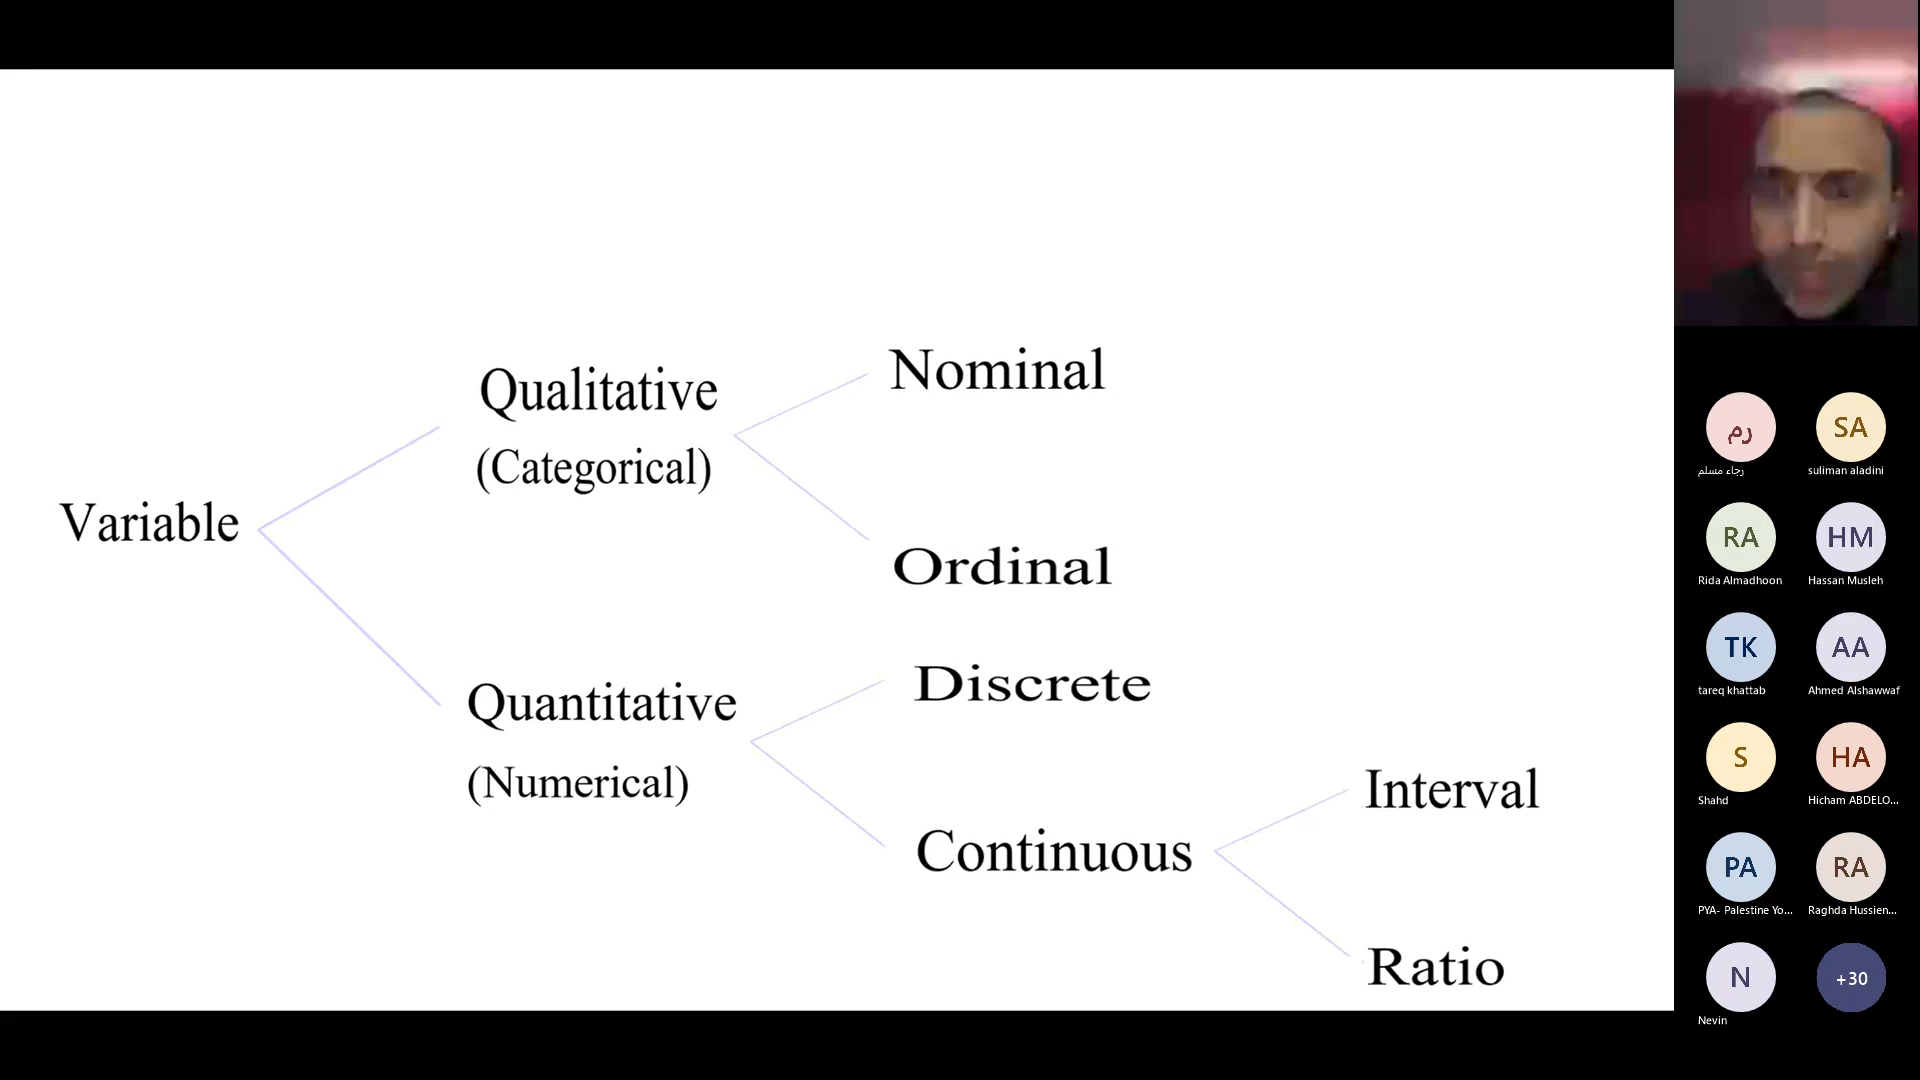 Nominal
Qualitative
(Categorical)
Variable
Ordinal
Discrete
Quantitative
(Numerical)
Interval
Continuous
Ratio
رم
رجاء مسلم
SA
suliman aladini
RA
Rida Almadhoon
HM
Hassan Musleh
TK
tareq khattab
AA
Ahmed Alshawwaf
S
Shahd
HA
Hicham ABDELO...
PA
PYA- Palestine Yo...
RA
Raghda Hussien...
N
Nevin
+30